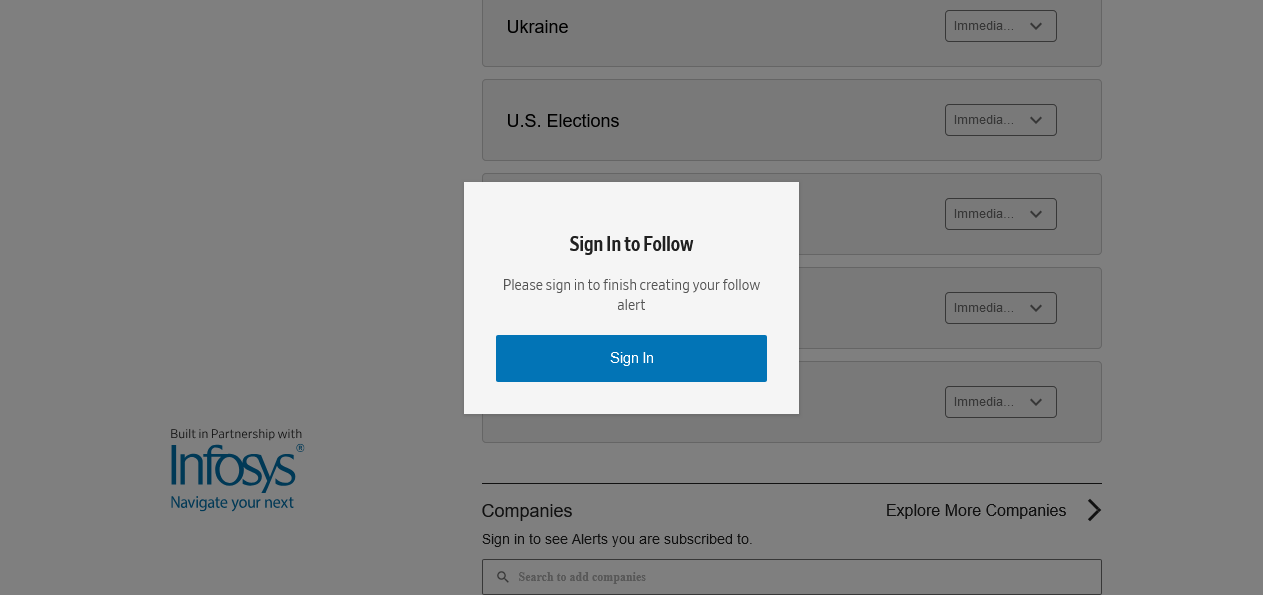 Ukraine
Immedia...
U.S. Elections
Immedia...
Immedia...
Sign In to Follow
Please sign in to finish creating your follow
alert
Immedia...
Sign In
Immedia...
Built in Partnership with
Infosys®
Navigate your next
Companies
Explore More Companies
Sign in to see Alerts you are subscribed to.
Search to add companies